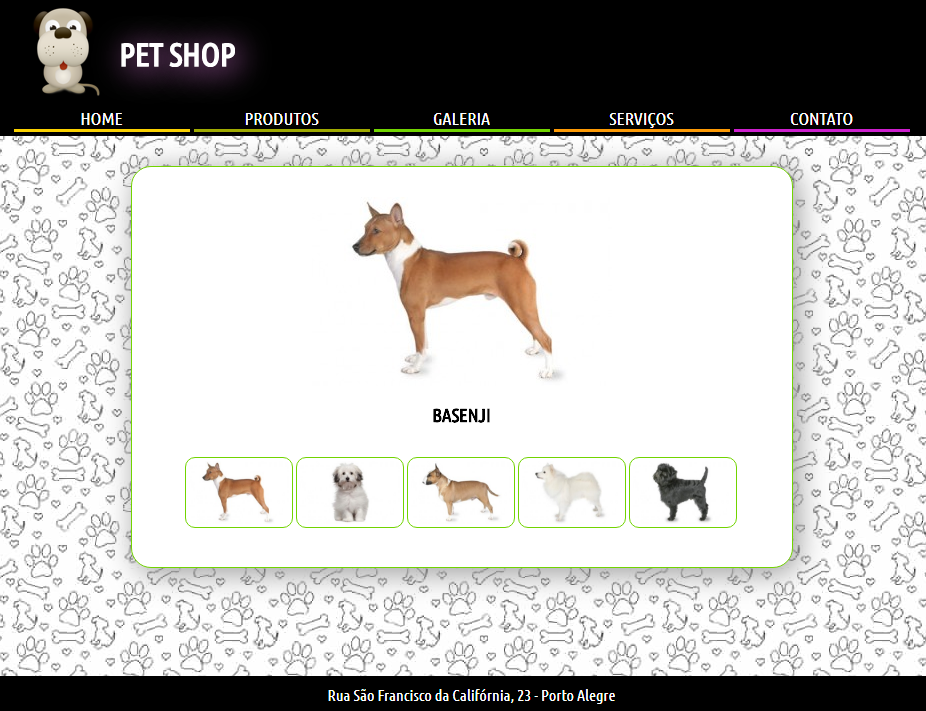 PET SHOP
HOME PRODUTOS GALERIA SERVIÇOS CONTATO
BASENJI
Rua São Francisco da Califórnia, 23 - Porto Alegre